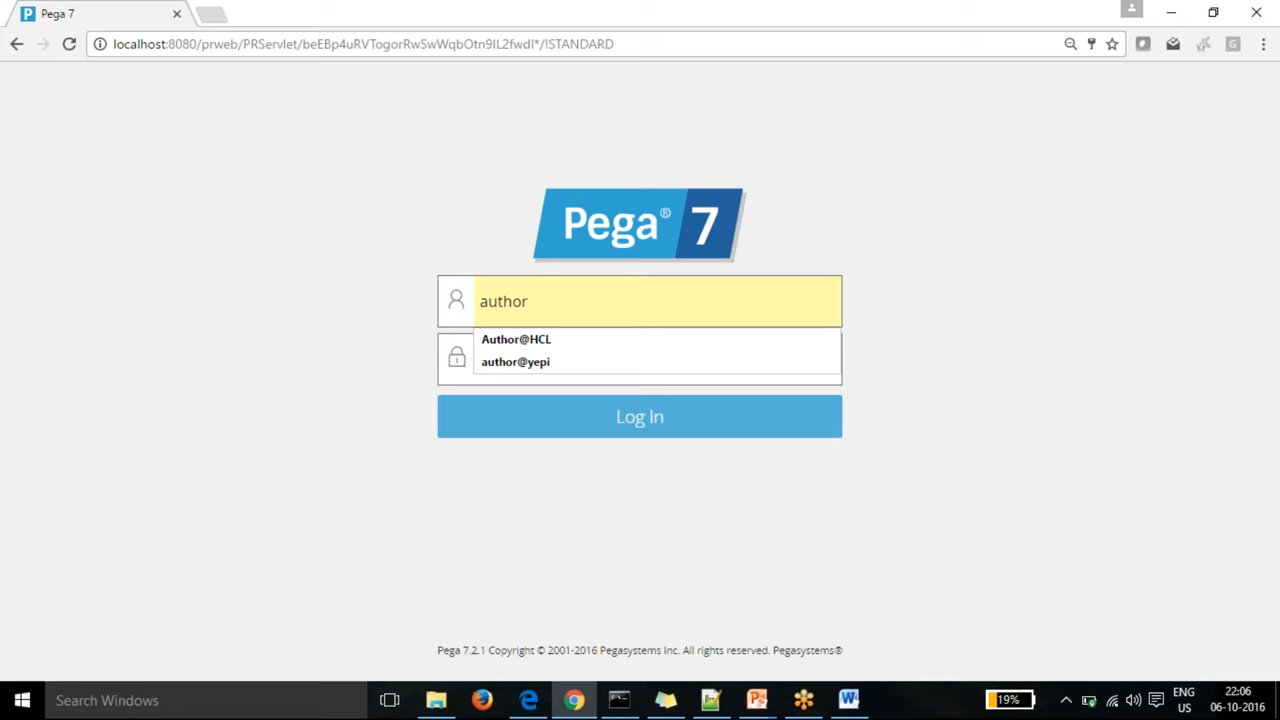 Pega 7
localhost:8080/prweb/PRServlet/beEBp4uRVTogorRwSwWqbOtn9IL2fwdI*/!STANDARD
Pega® 7
author
Author@HCL
author@yepi
Log In
Pega 7.2.1 Copyright © 2001-2016 Pegasystems Inc. All rights reserved. Pegasystems®
Search Windows
19%
ENG
US
22:06
06-10-2016